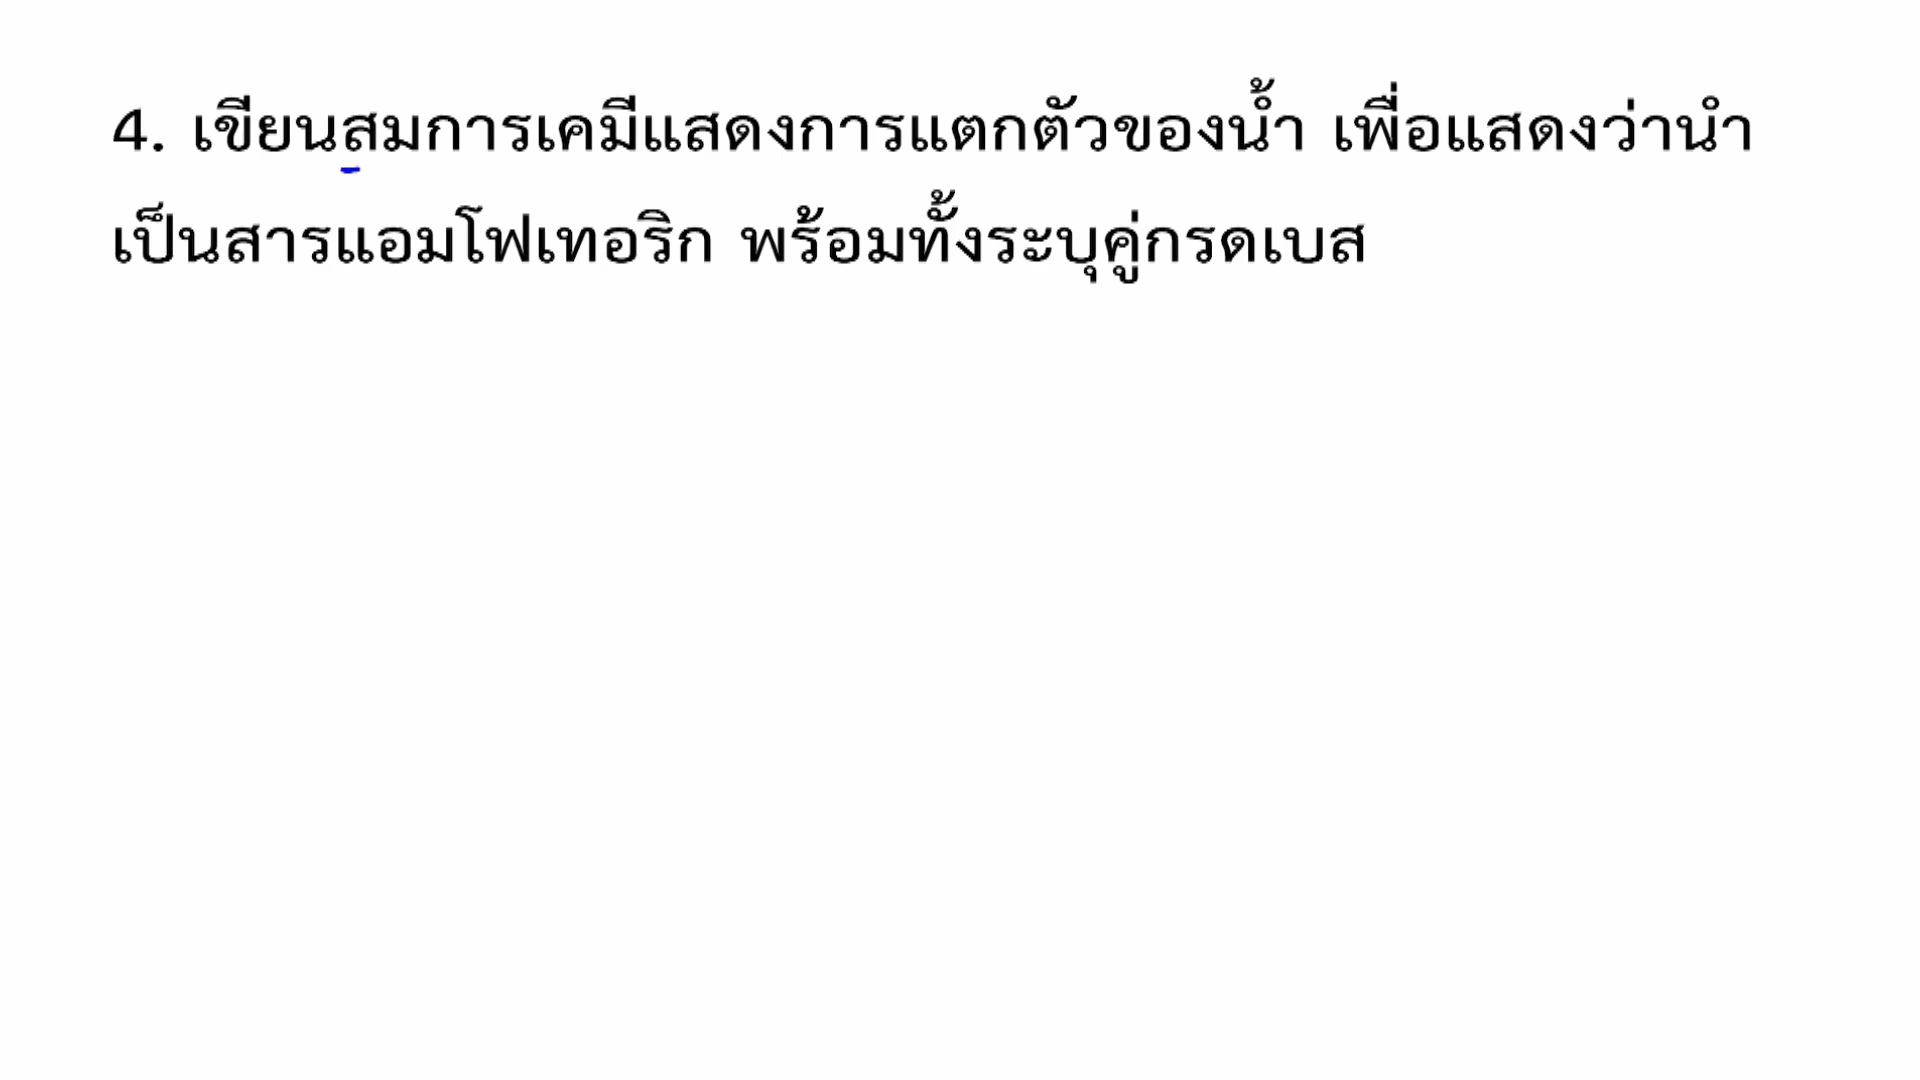 4. เขียนสมการเคมีแสดงการแตกตัวของน้ำ เพื่อแสดงว่านำ
เป็นสารแอมโฟเทอริก พร้อมทั้งระบุคู่กรดเบส